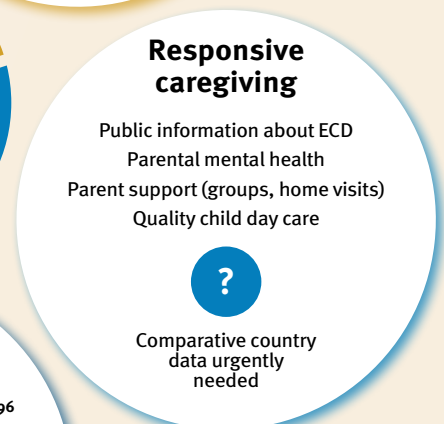 Responsive
caregiving
Public information about ECD
Parental mental health
Parent support (groups, home visits)
Quality child day care
?
Comparative country
data urgently
needed
96